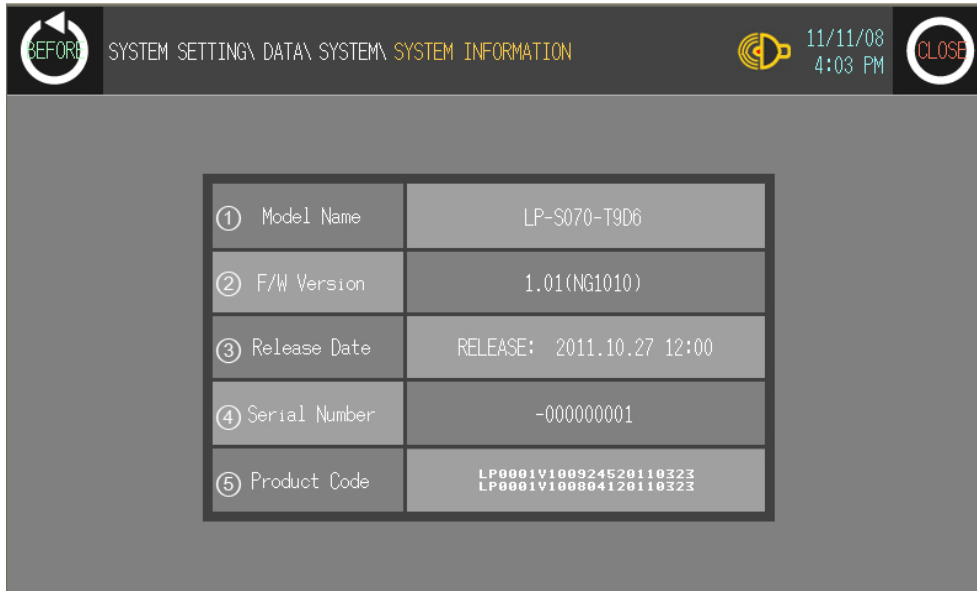 BEFORE
SYSTEM SETTING\ DATA\ SYSTEM\ SYSTEM INFORMATION
11/11/08
4:03 PM
CLOSE
① Model Name
LP-S070-T9D6
② F/W Version
1.01(NG1010)
③ Release Date
RELEASE: 2011.10.27 12:00
④ Serial Number
-000000001
⑤ Product Code
LP0001V100924520110323
LP0001V100804120110323